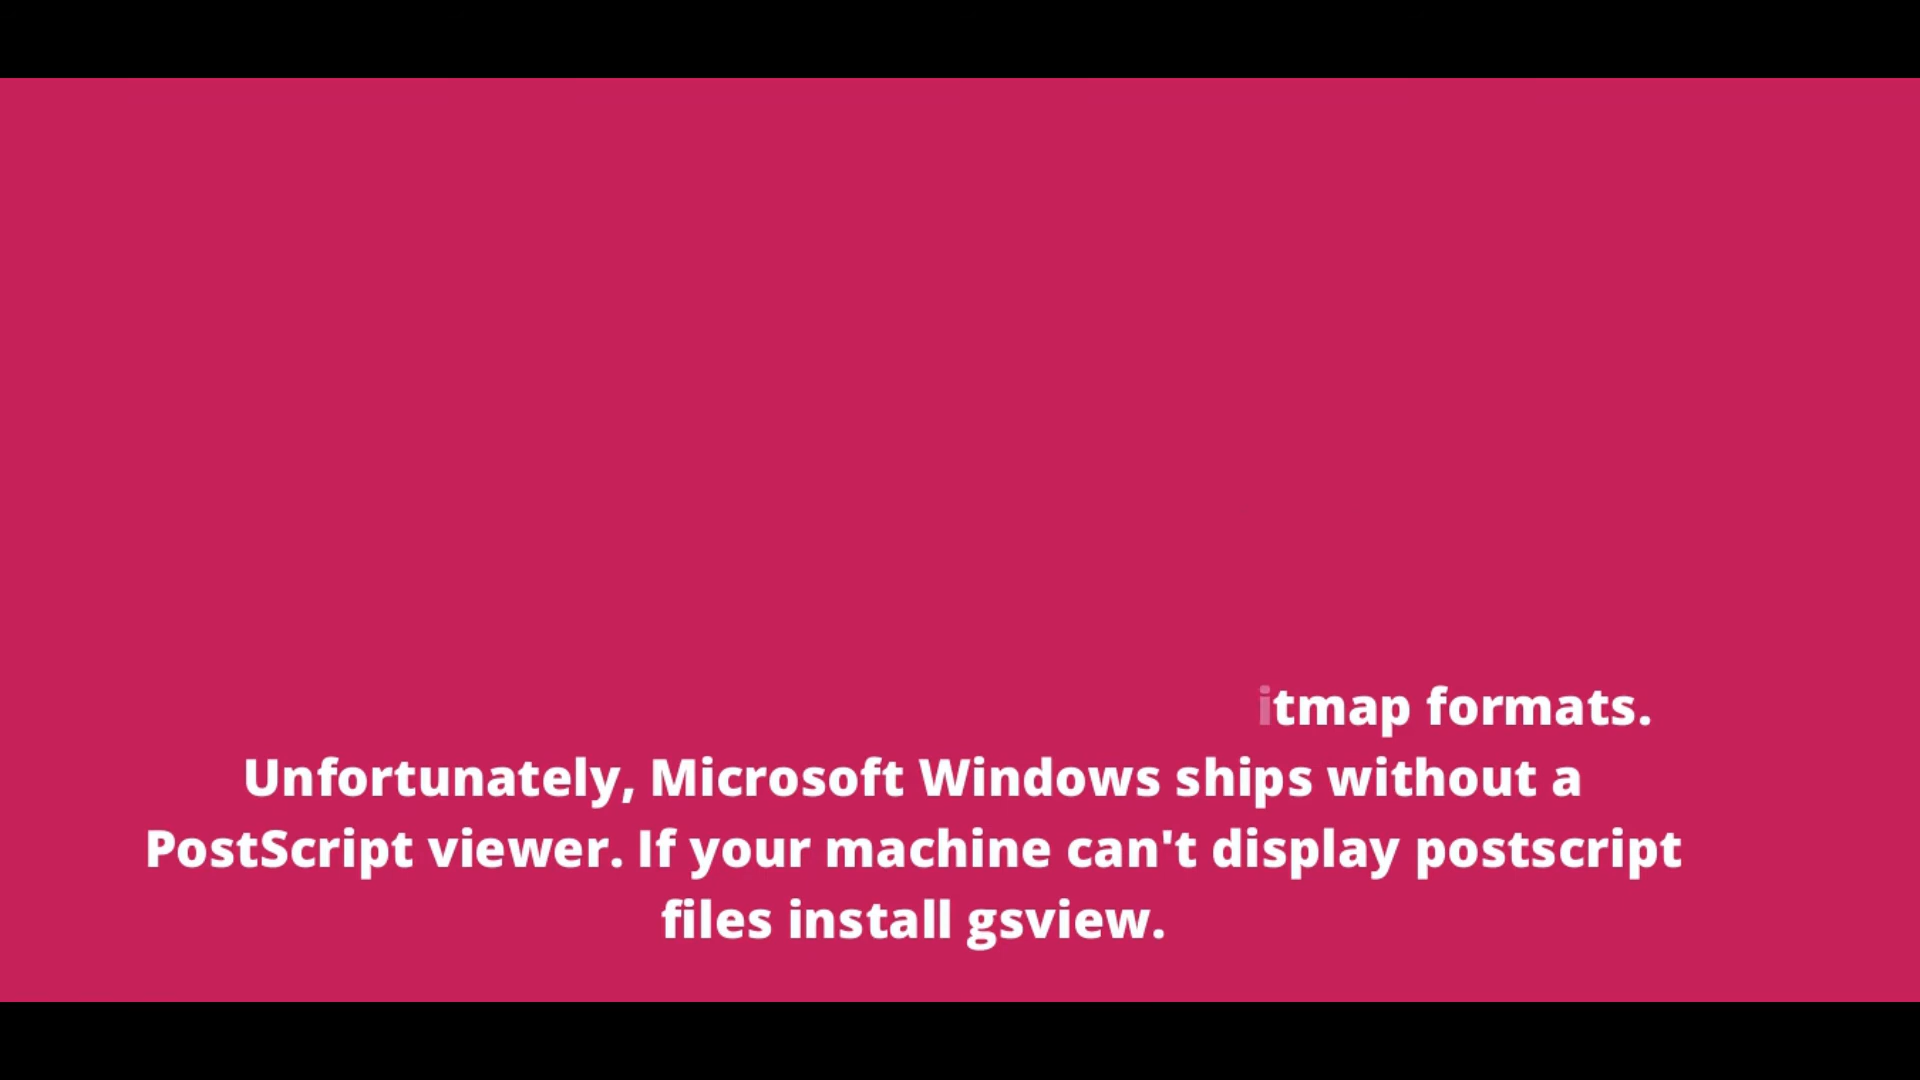 itmap formats.
Unfortunately, Microsoft Windows ships without a
PostScript viewer. If your machine can't display postscript
files install gsview.